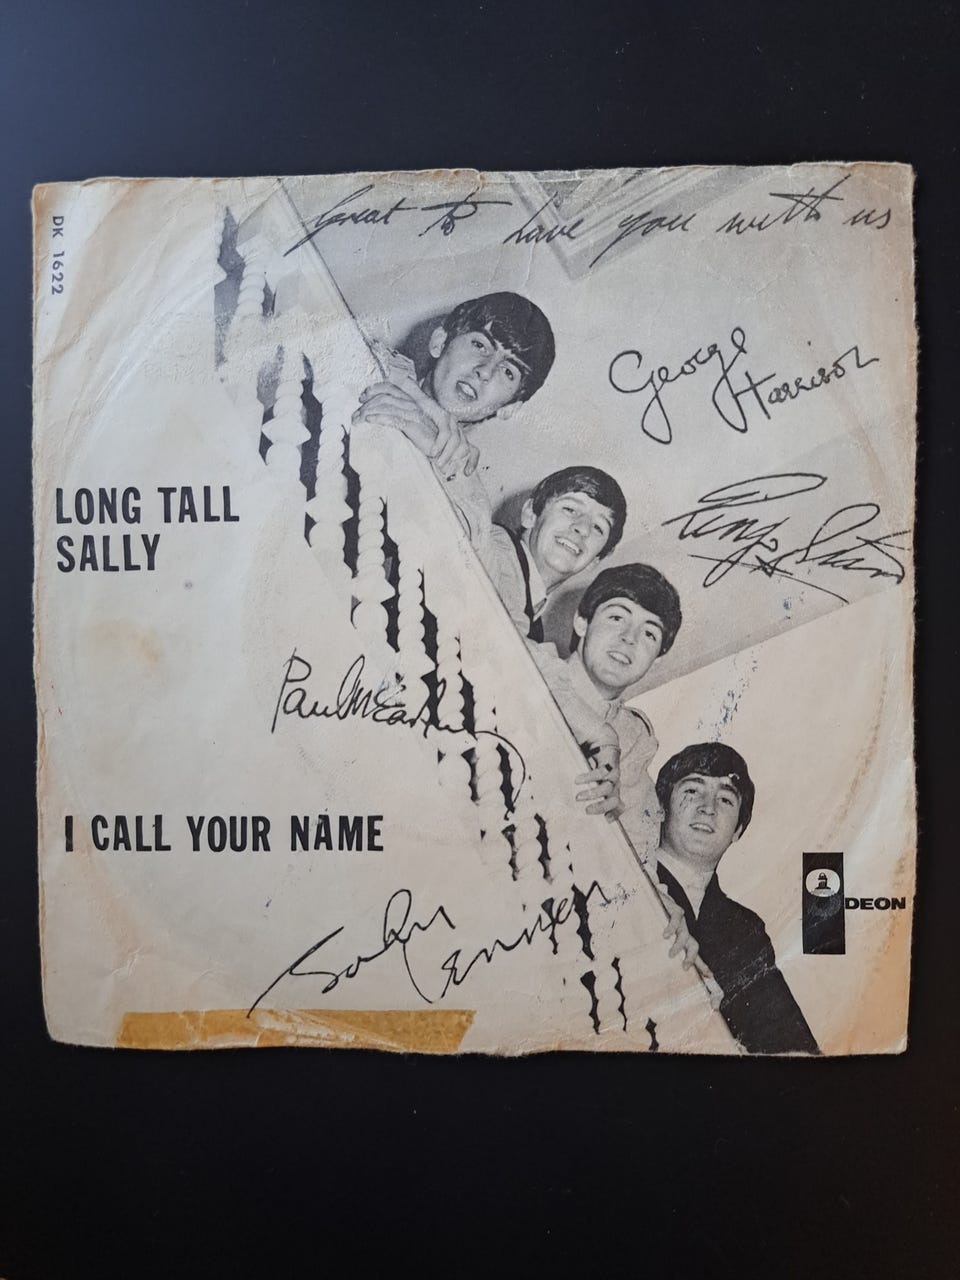 DK 1622
Great to have you with us
George
Harrison
LONG TALL
SALLY
Ringo Starr
Paul McCartney
I CALL YOUR NAME
John
Lennon
ODEON